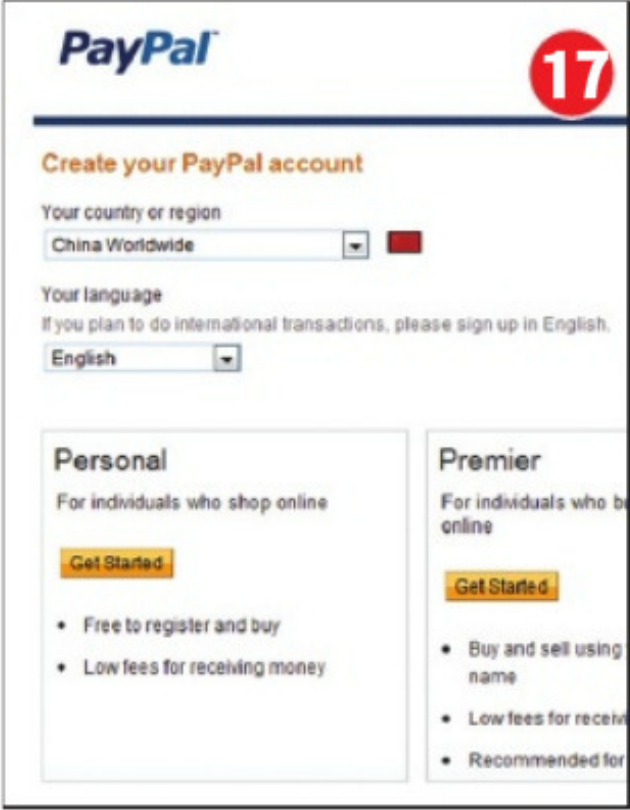 PayPal
17
Create your PayPal account
Your country or region
China Worldwide
Your language
If you plan to do international transactions, please sign up in English.
English
Personal
For individuals who shop online
Get Started
• Free to register and buy
• Low fees for receiving money
Premier
For individuals who
online
Get Started
• Buy and sell using
name
• Low fees for
• Recommended for